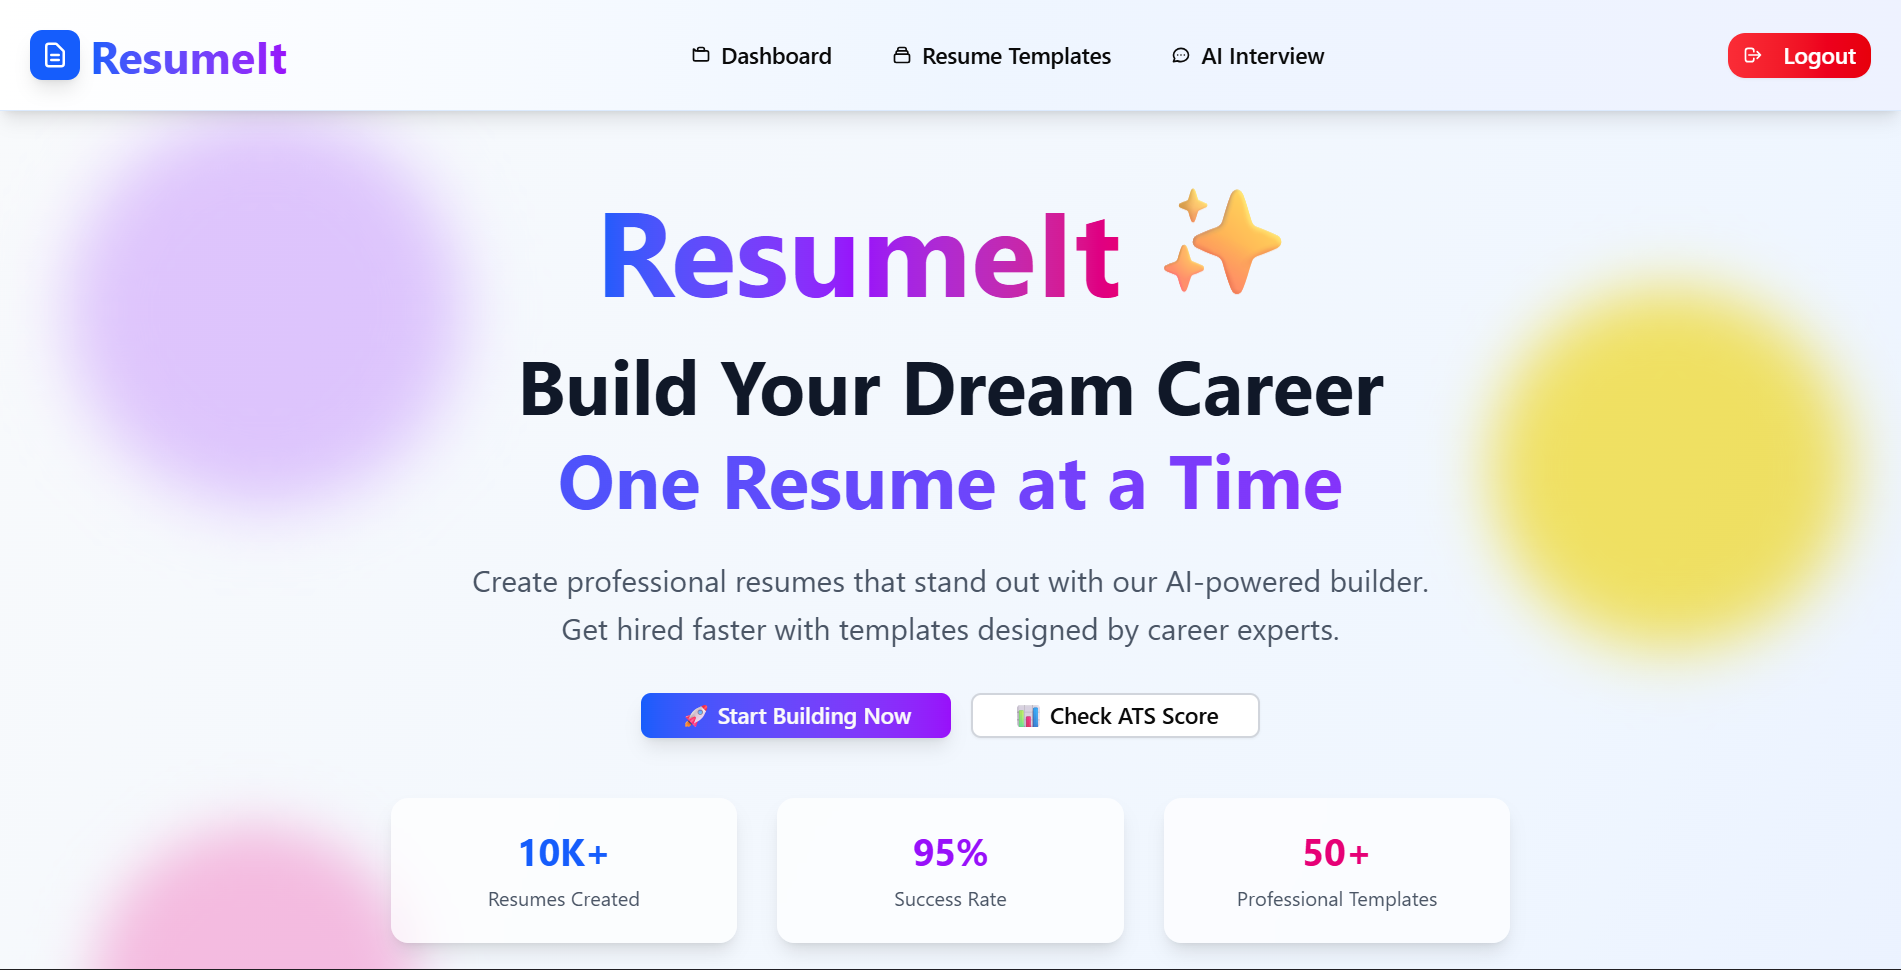 ResumeIt
Dashboard
Resume Templates
AI Interview
Logout
ResumeIt ✨
Build Your Dream Career
One Resume at a Time
Create professional resumes that stand out with our AI-powered builder.
Get hired faster with templates designed by career experts.
🚀 Start Building Now
📊 Check ATS Score
10K+
Resumes Created
95%
Success Rate
50+
Professional Templates